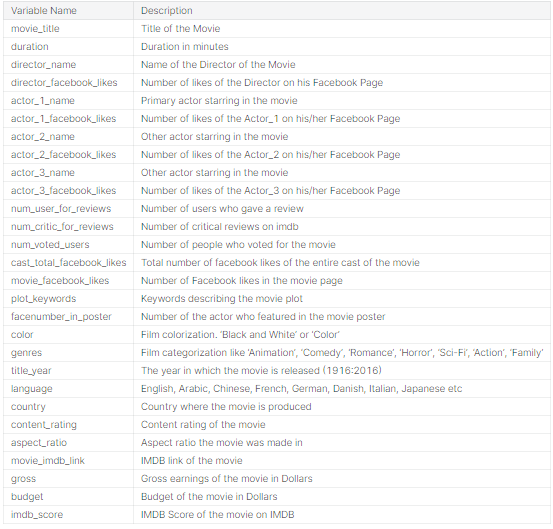 Variable Name Description
movie_title Title of the Movie
duration Duration in minutes
director_name Name of the Director of the Movie
director_facebook_likes Number of likes of the Director on his Facebook Page
actor_1_name Primary actor starring in the movie
actor_1_facebook_likes Number of likes of the Actor_1 on his/her Facebook Page
actor_2_name Other actor starring in the movie
actor_2_facebook_likes Number of likes of the Actor_2 on his/her Facebook Page
actor_3_name Other actor starring in the movie
actor_3_facebook_likes Number of likes of the Actor_3 on his/her Facebook Page
num_user_for_reviews Number of users who gave a review
num_critic_for_reviews Number of critical reviews on imdb
num_voted_users Number of people who voted for the movie
cast_total_facebook_likes Total number of facebook likes of the entire cast of the movie
movie_facebook_likes Number of Facebook likes in the movie page
plot_keywords Keywords describing the movie plot
facenumber_in_poster Number of the actor who featured in the movie poster
color Film colorization. 'Black and White' or 'Color'
genres Film categorization like 'Animation', 'Comedy', 'Romance', 'Horror', 'Sci-Fi', 'Action', 'Family'
title_year The year in which the movie is released (1916:2016)
language English, Arabic, Chinese, French, German, Danish, Italian, Japanese etc
country Country where the movie is produced
content_rating Content rating of the movie
aspect_ratio Aspect ratio the movie was made in
movie_imdb_link IMDB link of the movie
gross Gross earnings of the movie in Dollars
budget Budget of the movie in Dollars
imdb_score IMDB Score of the movie on IMDB